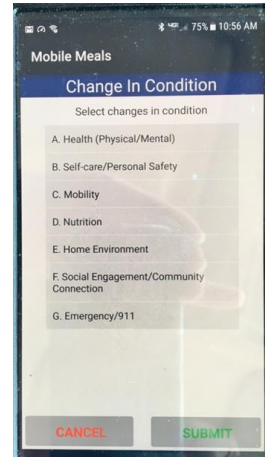 75% 10:56 AM
Mobile Meals
Change In Condition
Select changes in condition
A. Health (Physical/Mental)
B. Self-care/Personal Safety
C. Mobility
D. Nutrition
E. Home Environment
F. Social Engagement/Community
Connection
G. Emergency/911
CANCEL SUBMIT